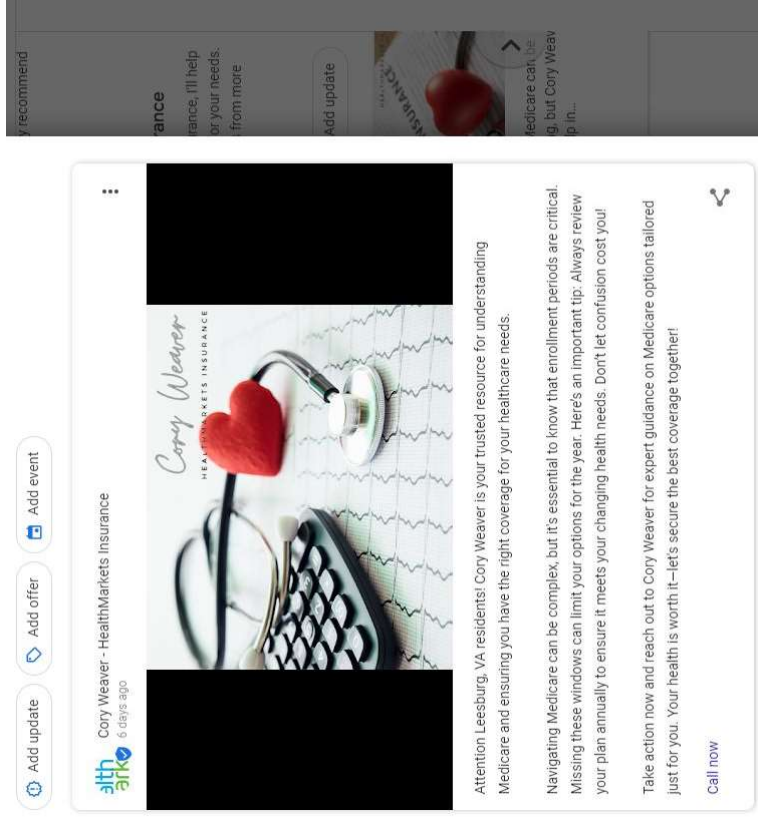 Add update
Add offer
Add event
alth
ark
Cory Weaver - HealthMarkets Insurance
6 days ago
Cory Weaver
HEALTHMARKETS INSURANCE
Attention Leesburg, VA residents! Cory Weaver is your trusted resource for understanding
Medicare and ensuring you have the right coverage for your healthcare needs.
Navigating Medicare can be complex, but it's essential to know that enrollment periods are critical.
Missing these windows can limit your options for the year. Here's an important tip: Always review
your plan annually to ensure it meets your changing health needs. Don't let confusion cost you!
Take action now and reach out to Cory Weaver for expert guidance on Medicare options tailored
just for you. Your health is worth it—let's secure the best coverage together!
Call now
y recommend
rance
rance, I'll help
or your needs.
from more
Add update
NSURANCE
Medicare can be
g, but Cory Weav
lp in...